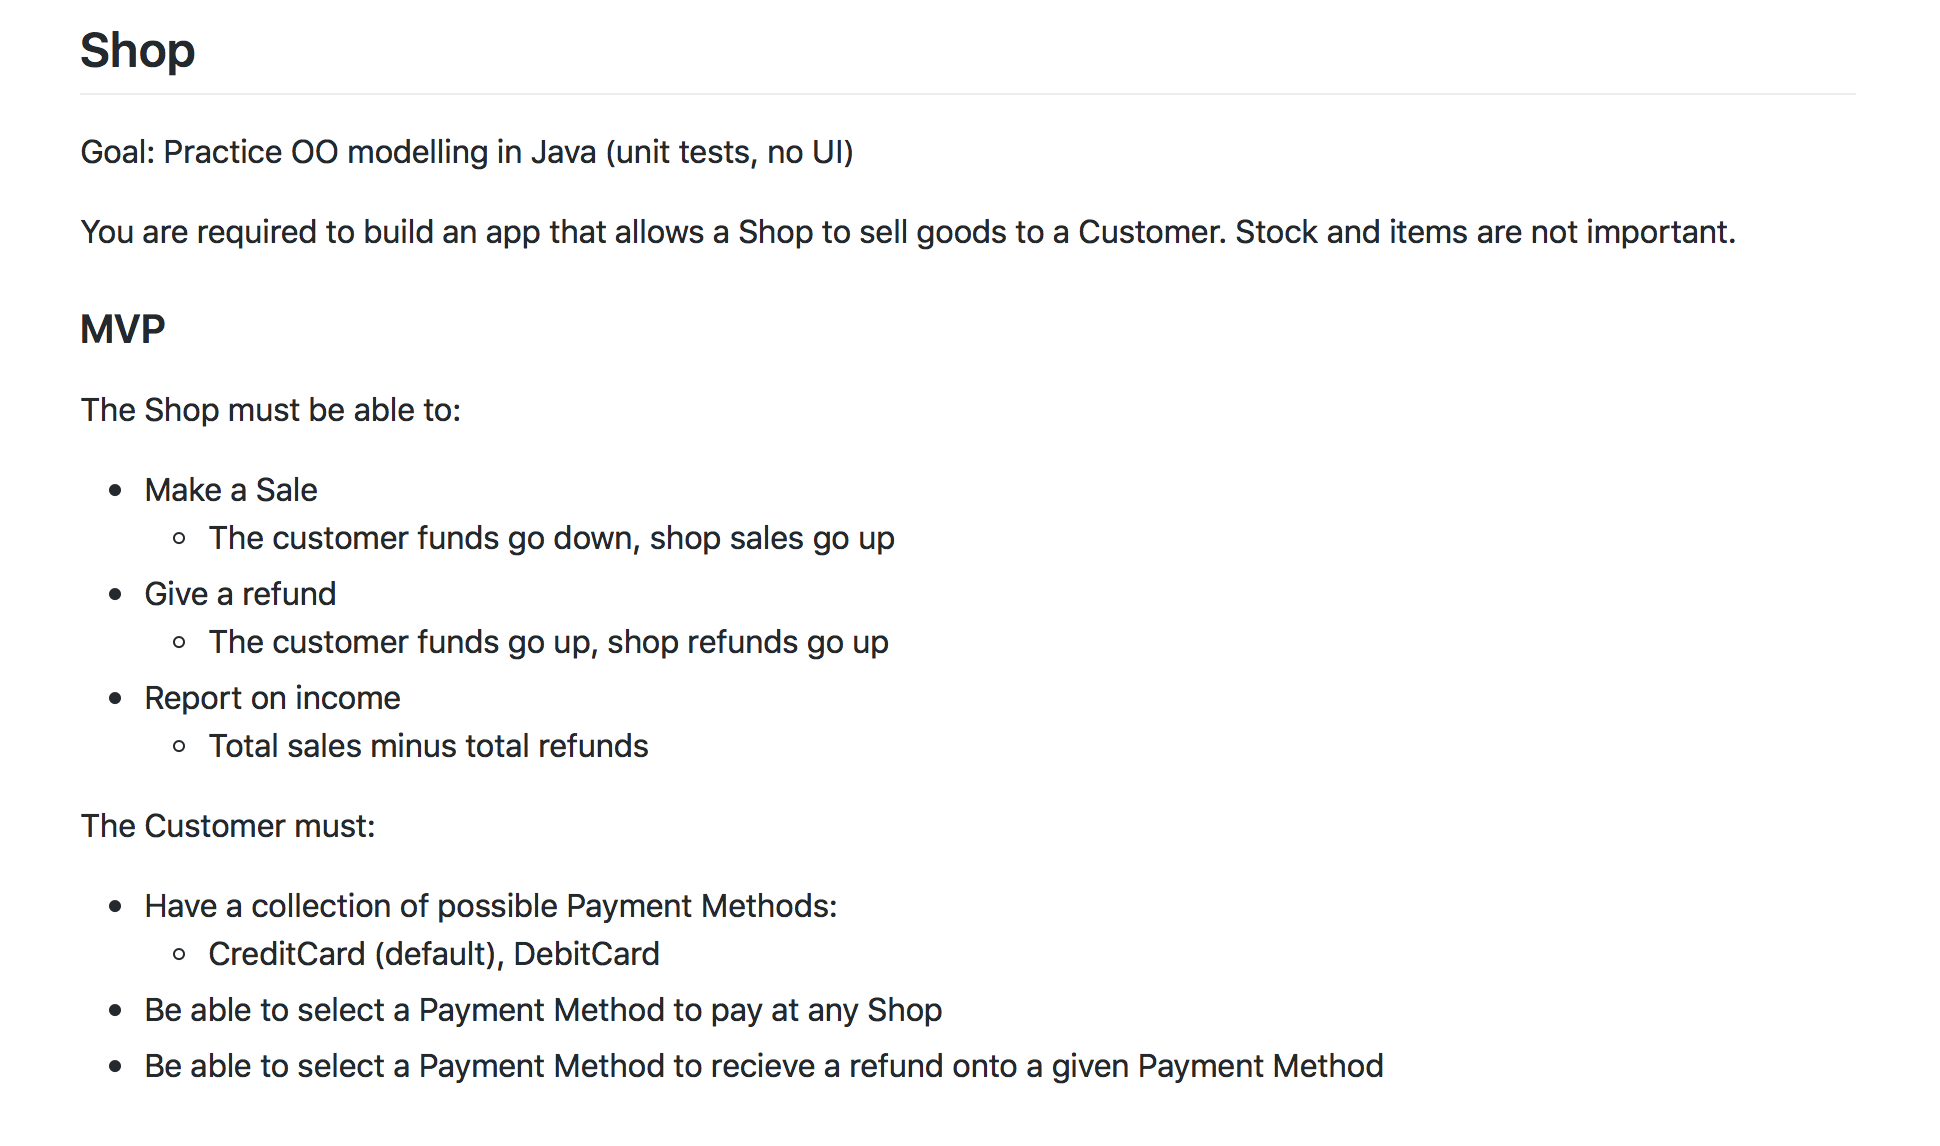 Shop
Goal: Practice OO modelling in Java (unit tests, no UI)
You are required to build an app that allows a Shop to sell goods to a Customer. Stock and items are not important.
MVP
The Shop must be able to:
Make a Sale
The customer funds go down, shop sales go up
Give a refund
The customer funds go up, shop refunds go up
Report on income
Total sales minus total refunds
The Customer must:
Have a collection of possible Payment Methods:
CreditCard (default), DebitCard
Be able to select a Payment Method to pay at any Shop
Be able to select a Payment Method to recieve a refund onto a given Payment Method